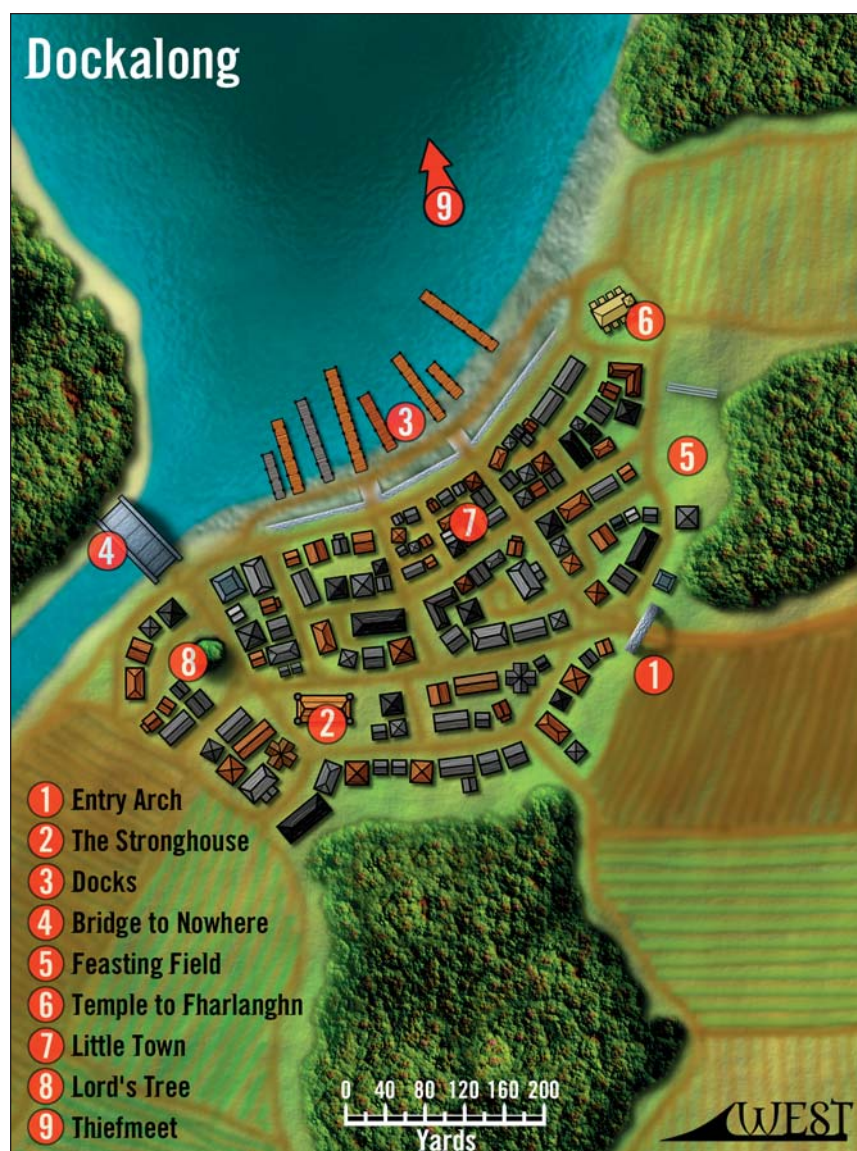 Dockalong
9
6
3
5
7
4
8
1
2
1 Entry Arch
2 The Stronghouse
3 Docks
4 Bridge to Nowhere
5 Feasting Field
6 Temple to Fharlanghn
7 Little Town
8 Lord's Tree
9 Thiefmeet
0 40 80 120 160 200
Yards
WEST